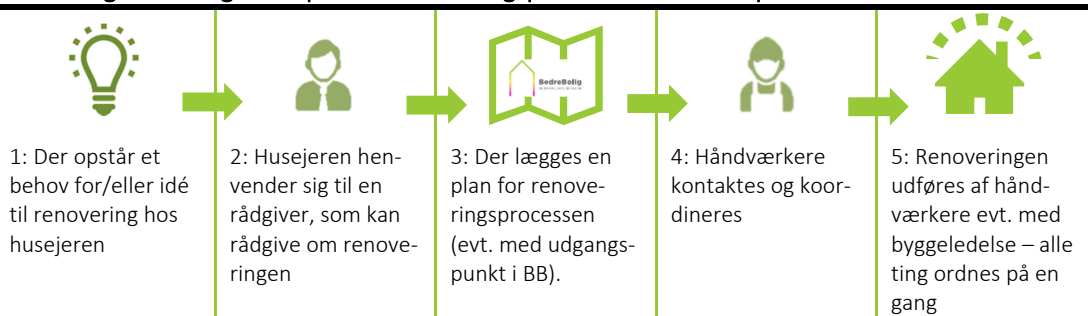 1: Der opstår et
behov for/eller idé
til renovering hos
husejeren
2: Husejeren hen-
vender sig til en
rådgiver, som kan
rådgive om renove-
ringen
BedreBolig
3: Der lægges en
plan for renove-
ringsprocessen
(evt. med udgangs-
punkt i BB).
4: Håndværkere
kontaktes og koor-
dineres
5: Renoveringen
udføres af hånd-
værkere evt. med
byggeledelse – alle
ting ordnes på en
gang